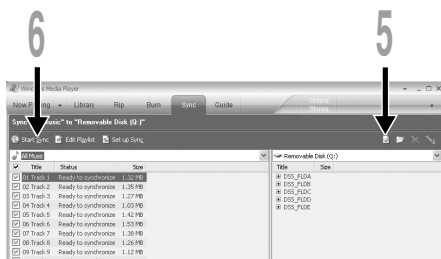 6 5
Windows Media Player
Now Playing Library Rip Burn Sync Guide Online Stores
Sync "Music" to "Removable Disk (Q:)"
Start Sync Edit Playlist Set up Sync
All Music Removable Disk (Q:)
Title Status Size Title Size
01 Track 1 Ready to synchronize 1.32 MB DSS_FLDA
02 Track 2 Ready to synchronize 1.35 MB DSS_FLDB
03 Track 3 Ready to synchronize 1.27 MB DSS_FLDC
04 Track 4 Ready to synchronize 1.03 MB DSS_FLDD
05 Track 5 Ready to synchronize 1.42 MB DSS_FLDE
06 Track 6 Ready to synchronize 1.53 MB
07 Track 7 Ready to synchronize 1.38 MB
08 Track 8 Ready to synchronize 1.26 MB
09 Track 9 Ready to synchronize 1.12 MB